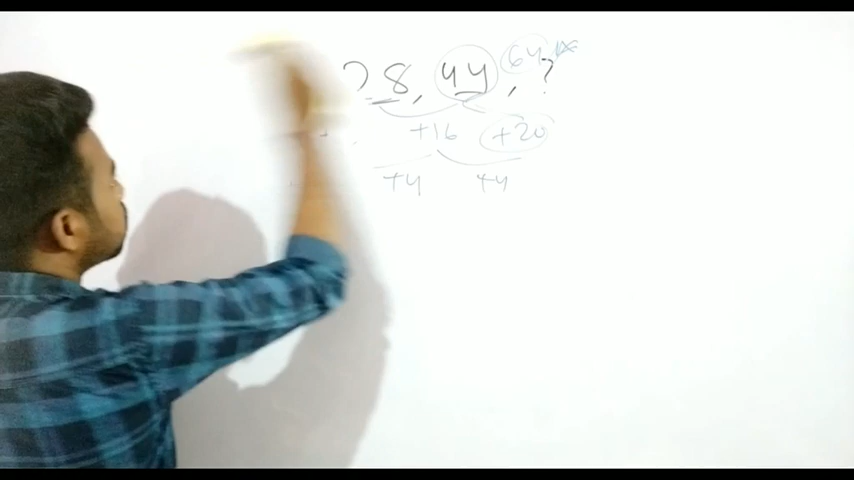 64
28, 44, ?
+16 +20
+4 +4